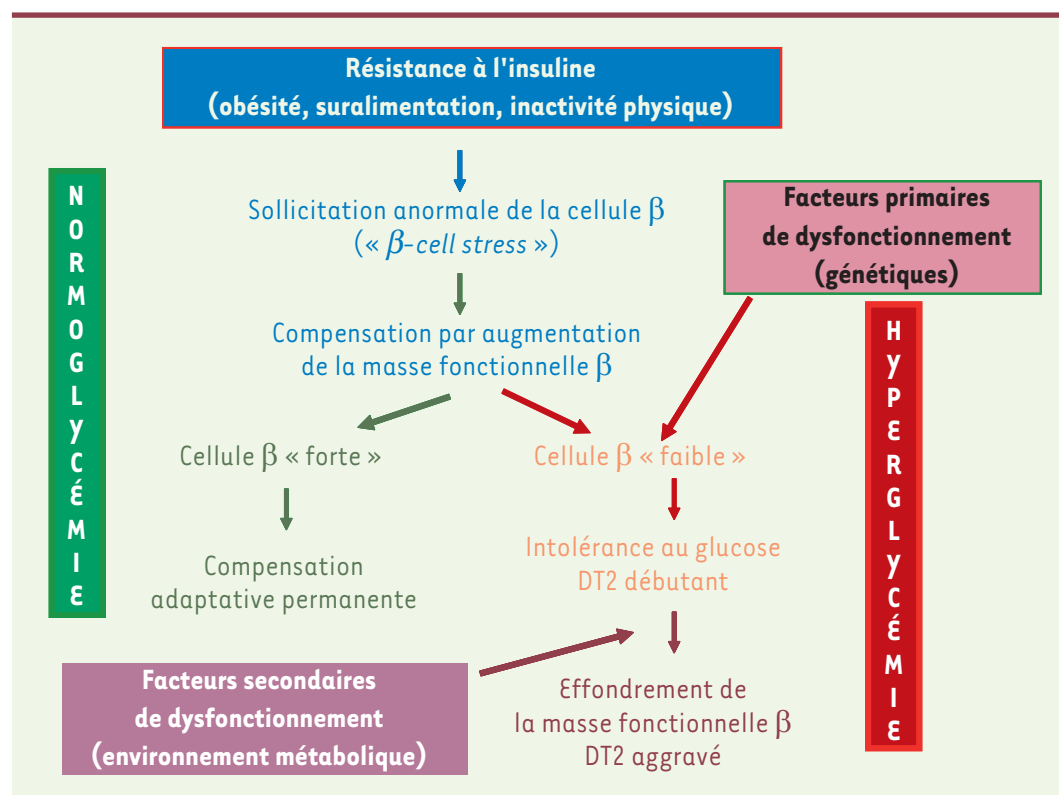 Résistance à l'insuline
(obésité, suralimentation, inactivité physique)
NORMOGLYCÉMIE
Sollicitation anormale de la cellule β
(« β-cell stress »)
Facteurs primaires
de dysfonctionnement
(génétiques)
Compensation par augmentation
de la masse fonctionnelle β
HYPERGLYCÉMIE
Cellule β « forte »
Cellule β « faible »
Compensation
adaptative permanente
Intolérance au glucose
DT2 débutant
Facteurs secondaires
de dysfonctionnement
(environnement métabolique)
Effondrement de
la masse fonctionnelle β
DT2 aggravé